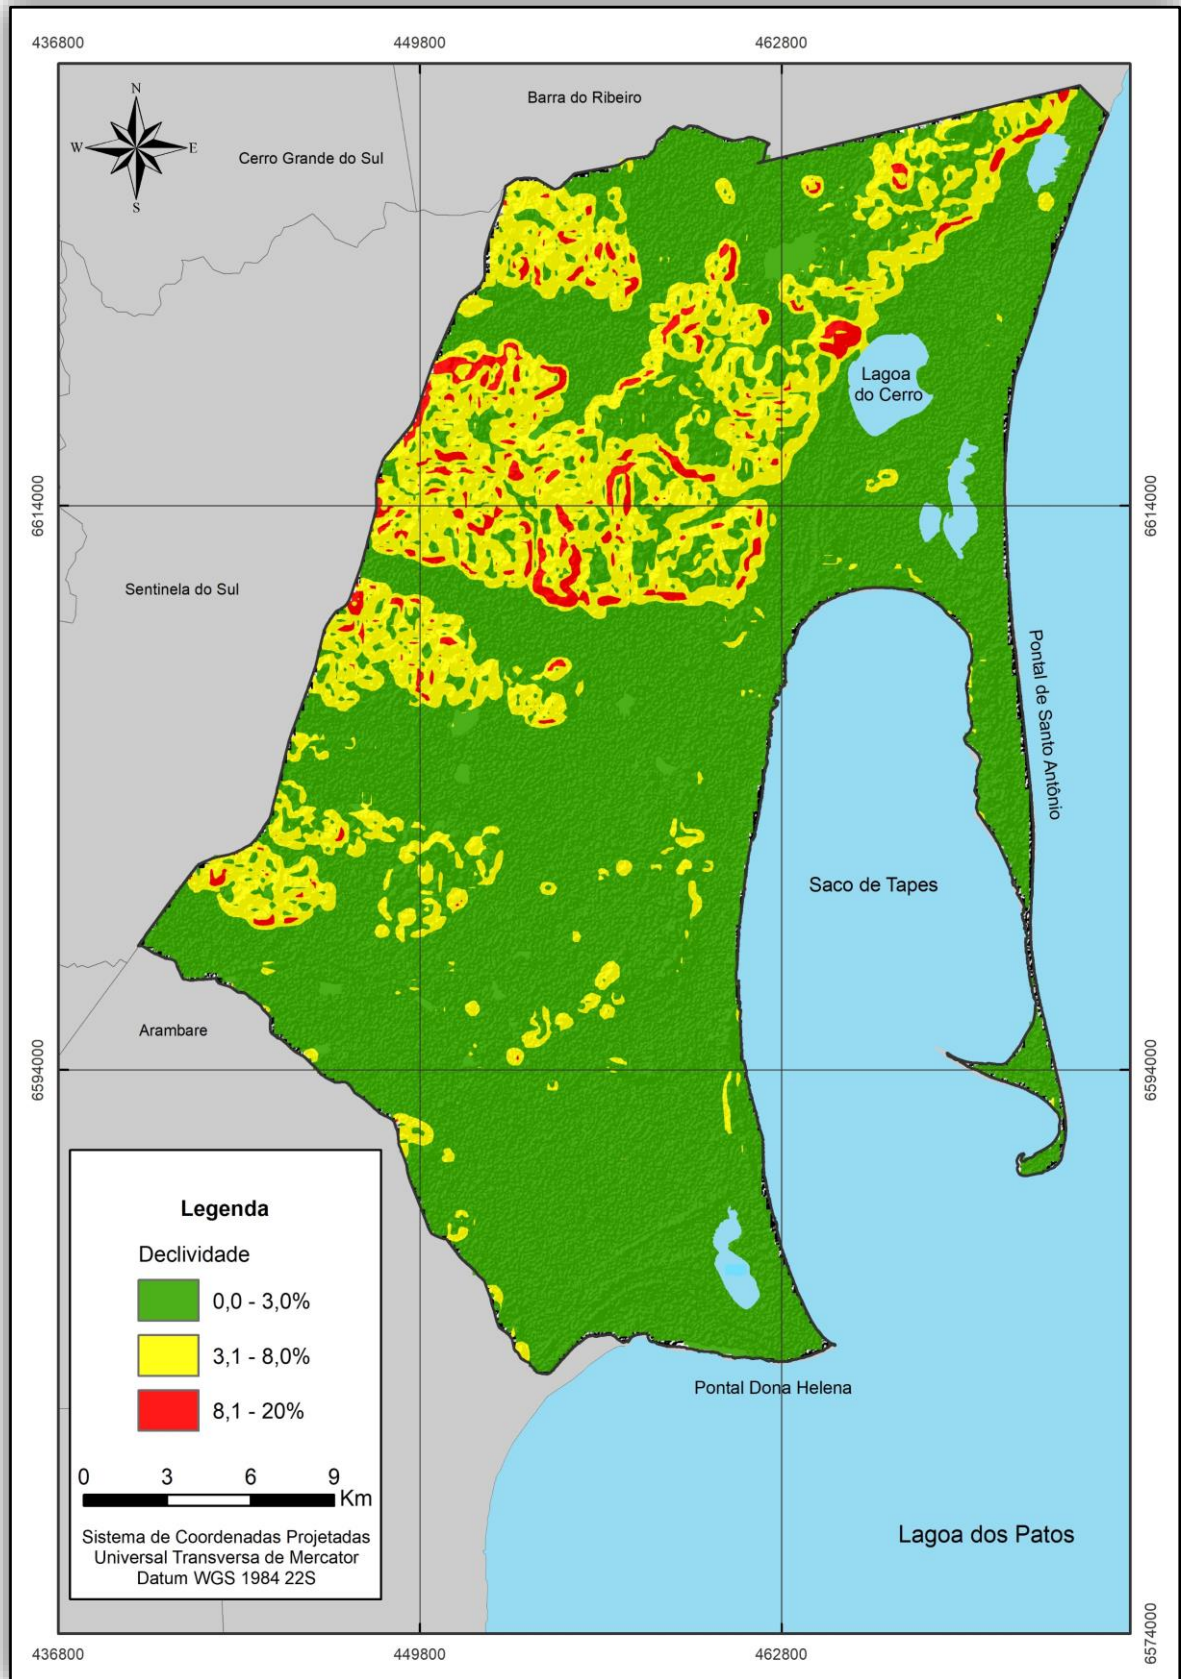 436800
449800
462800
N
W
E
S
Barra do Ribeiro
Cerro Grande do Sul
Lagoa
do Cerro
6614000
6614000
Sentinela do Sul
Pontal de Santo Antônio
Saco de Tapes
Arambare
6594000
6594000
Legenda
Declividade
0,0 - 3,0%
3,1 - 8,0%
8,1 - 20%
0 3 6 9
Km
Sistema de Coordenadas Projetadas
Universal Transversa de Mercator
Datum WGS 1984 22S
Pontal Dona Helena
Lagoa dos Patos
6574000
436800
449800
462800